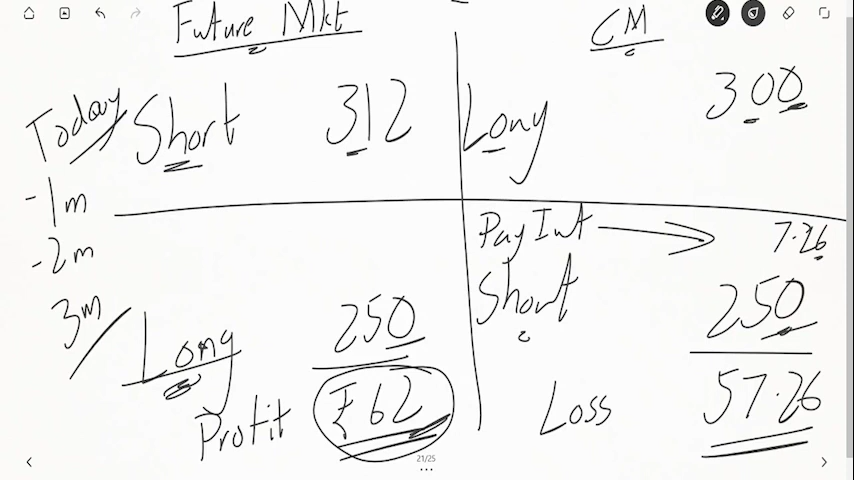 Future Mkt CM
Today Short 312 Long 300
-1m
-2m
Pay Int → 7.26
3m Long 250 Short 250
Profit ₹62 Loss 57.26
21/25